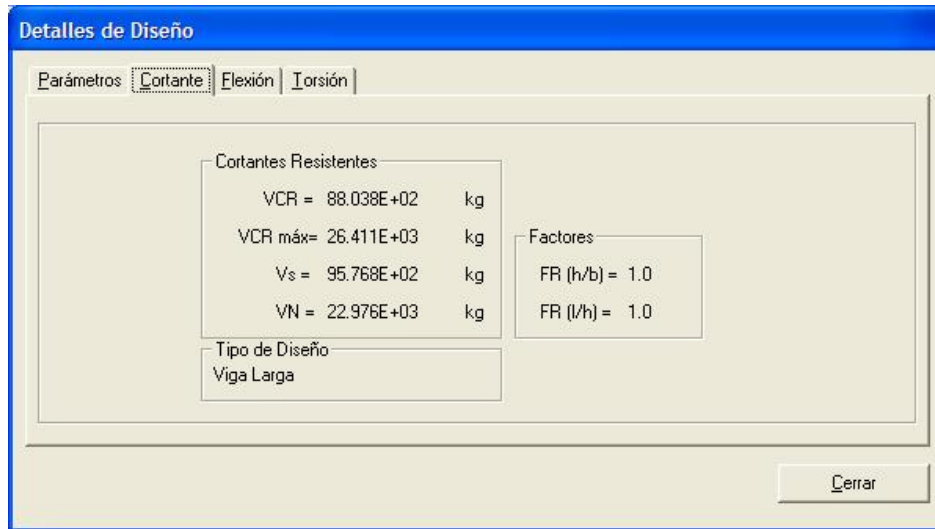 Detalles de Diseño
Parámetros Cortante Flexión Torsión
Cortantes Resistentes
VCR = 88.038E+02 kg
VCR máx= 26.411E+03 kg
Vs = 95.768E+02 kg
VN = 22.976E+03 kg
Factores
FR (h/b) = 1.0
FR (l/h) = 1.0
Tipo de Diseño
Viga Larga
Cerrar